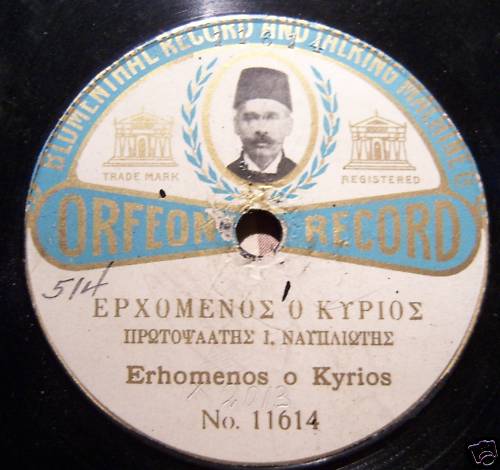 BLUMENTHAL RECORD AND TALKING MACHINE
11614
TRADE MARK
REGISTERED
ORFEON RECORD
514
ΕΡΧΟΜΕΝΟΣ Ο ΚΥΡΙΟΣ
ΠΡΩΤΟΨΑΛΤΗΣ Ι. ΝΑΥΠΛΙΩΤΗΣ
Erhomenos o Kyrios
No. 11614